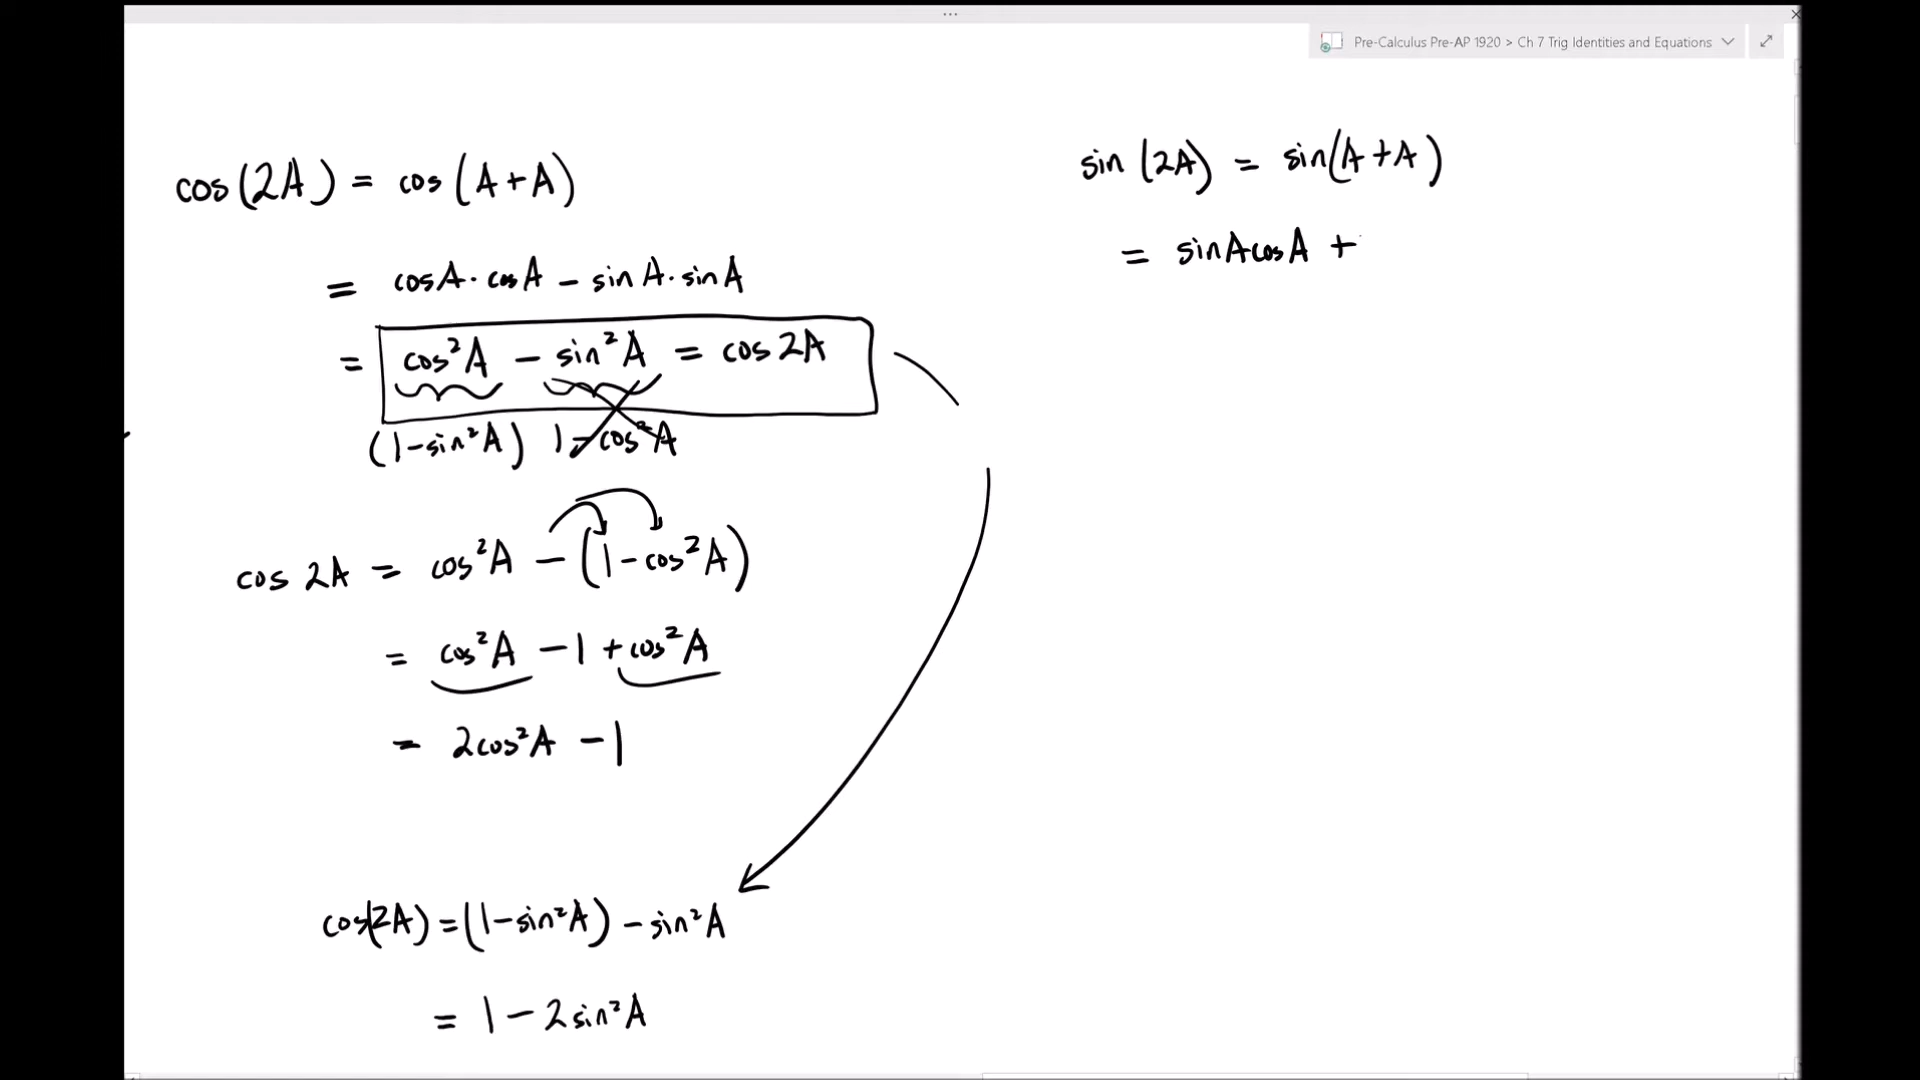 Pre-Calculus Pre-AP 1920 > Ch 7 Trig Identities and Equations
cos(2A) = cos(A+A)
= cosA·cosA − sinA·sinA
= cos²A − sin²A = cos2A
(1−sin²A) 1−cos²A
cos 2A = cos²A − (1−cos²A)
= cos²A −1 + cos²A
= 2cos²A −1
cos(2A) = (1−sin²A) − sin²A
= 1 − 2sin²A
sin(2A) = sin(A+A)
= sinAcosA +